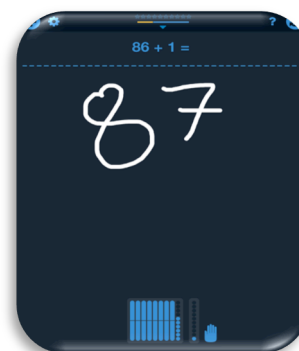 ?
86 + 1 =
87